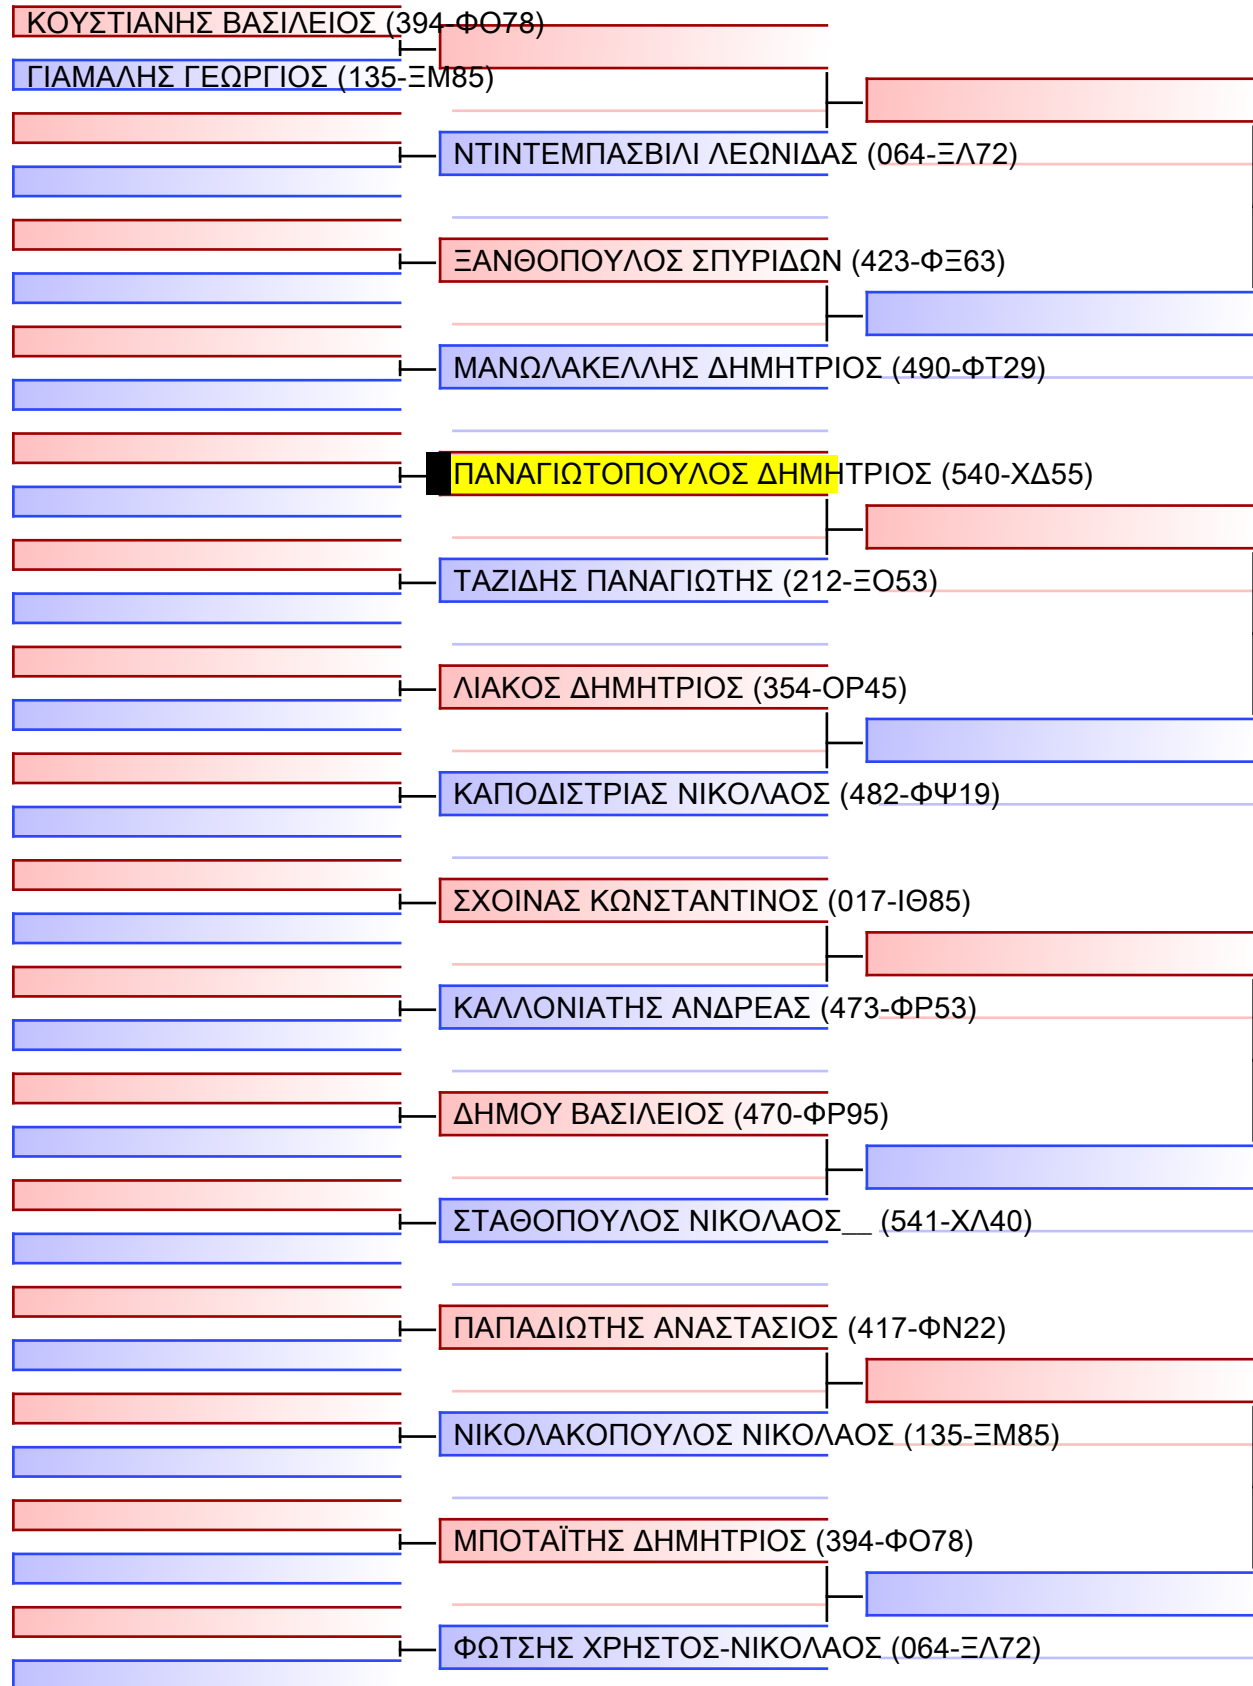 ΚΟΥΣΤΙΑΝΗΣ ΒΑΣΙΛΕΙΟΣ (394-ΦΟ78)
ΓΙΑΜΑΛΗΣ ΓΕΩΡΓΙΟΣ (135-ΞΜ85)
ΝΤΙΝΤΕΜΠΑΣΒΙΛΙ ΛΕΩΝΙΔΑΣ (064-ΞΛ72)
ΞΑΝΘΟΠΟΥΛΟΣ ΣΠΥΡΙΔΩΝ (423-ΦΞ63)
ΜΑΝΩΛΑΚΕΛΛΗΣ ΔΗΜΗΤΡΙΟΣ (490-ΦΤ29)
ΠΑΝΑΓΙΩΤΟΠΟΥΛΟΣ ΔΗΜΗΤΡΙΟΣ (540-ΧΔ55)
ΤΑΖΙΔΗΣ ΠΑΝΑΓΙΩΤΗΣ (212-ΞΟ53)
ΛΙΑΚΟΣ ΔΗΜΗΤΡΙΟΣ (354-ΟΡ45)
ΚΑΠΟΔΙΣΤΡΙΑΣ ΝΙΚΟΛΑΟΣ (482-ΦΨ19)
ΣΧΟΙΝΑΣ ΚΩΝΣΤΑΝΤΙΝΟΣ (017-ΙΘ85)
ΚΑΛΛΟΝΙΑΤΗΣ ΑΝΔΡΕΑΣ (473-ΦΡ53)
ΔΗΜΟΥ ΒΑΣΙΛΕΙΟΣ (470-ΦΡ95)
ΣΤΑΘΟΠΟΥΛΟΣ ΝΙΚΟΛΑΟΣ__ (541-ΧΛ40)
ΠΑΠΑΔΙΩΤΗΣ ΑΝΑΣΤΑΣΙΟΣ (417-ΦΝ22)
ΝΙΚΟΛΑΚΟΠΟΥΛΟΣ ΝΙΚΟΛΑΟΣ (135-ΞΜ85)
ΜΠΟΤΑΪΤΗΣ ΔΗΜΗΤΡΙΟΣ (394-ΦΟ78)
ΦΩΤΣΗΣ ΧΡΗΣΤΟΣ-ΝΙΚΟΛΑΟΣ (064-ΞΛ72)